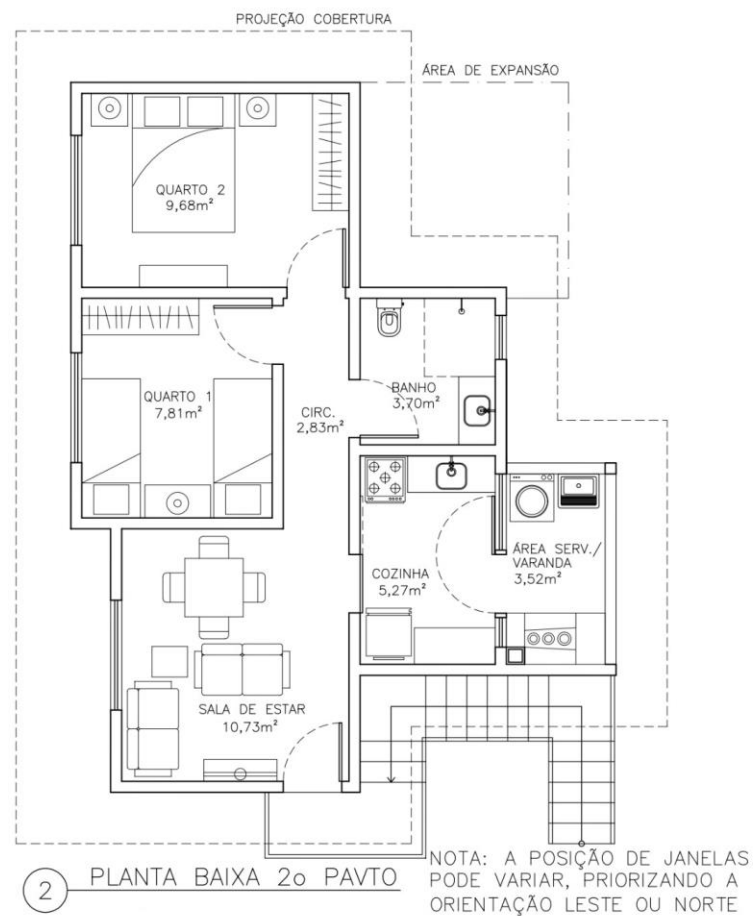 PROJEÇÃO COBERTURA
ÁREA DE EXPANSÃO
QUARTO 2
9,68m²
QUARTO 1
7,81m²
CIRC.
2,83m²
BANHO
3,70m²
COZINHA
5,27m²
ÁREA SERV./
VARANDA
3,52m²
SALA DE ESTAR
10,73m²
2
PLANTA BAIXA 2o PAVTO
NOTA: A POSIÇÃO DE JANELAS
PODE VARIAR, PRIORIZANDO A
ORIENTAÇÃO LESTE OU NORTE